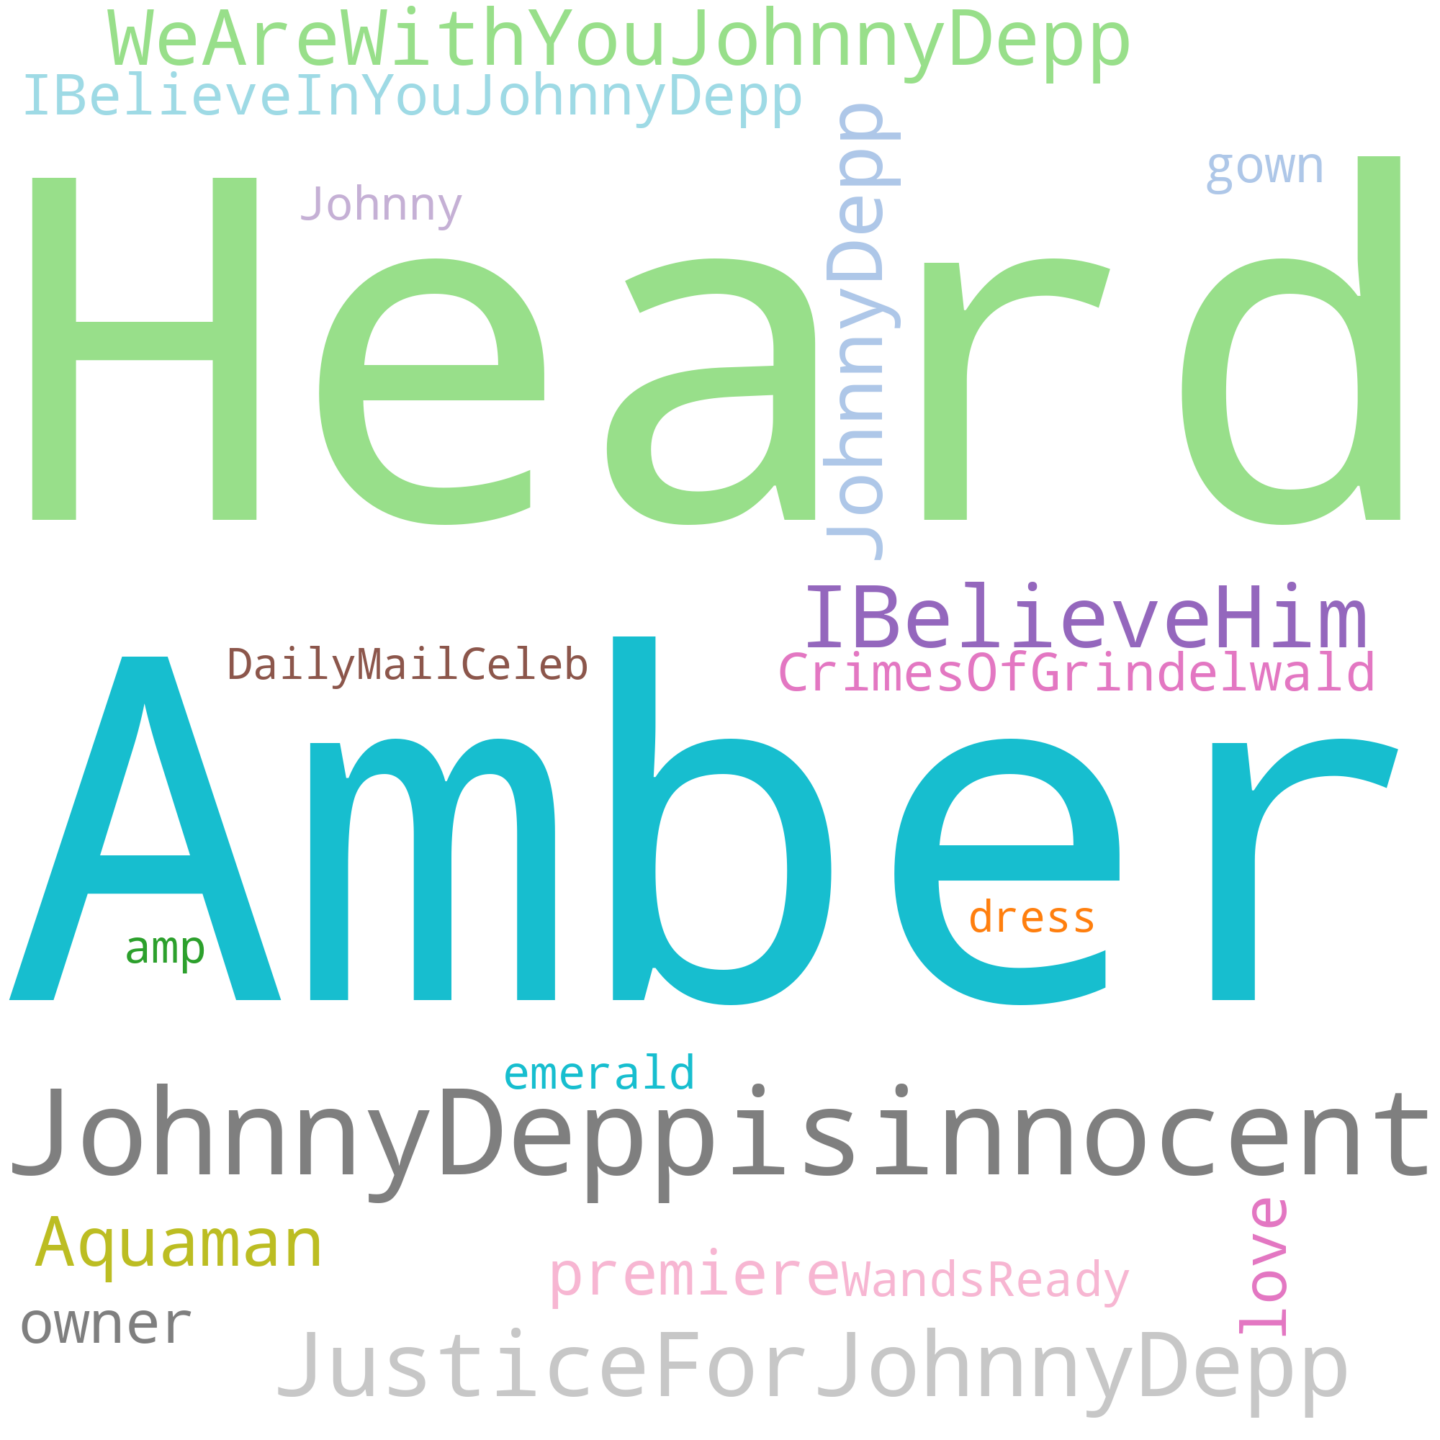 WeAreWithYouJohnnyDepp
IBelieveInYouJohnnyDepp
JohnnyDepp
gown
Johnny
Heard
IBelieveHim
DailyMailCeleb
CrimesOfGrindelwald
Amber
dress
amp
emerald
JohnnyDeppisinnocent
Aquaman
love
premiere
WandsReady
owner
JusticeForJohnnyDepp